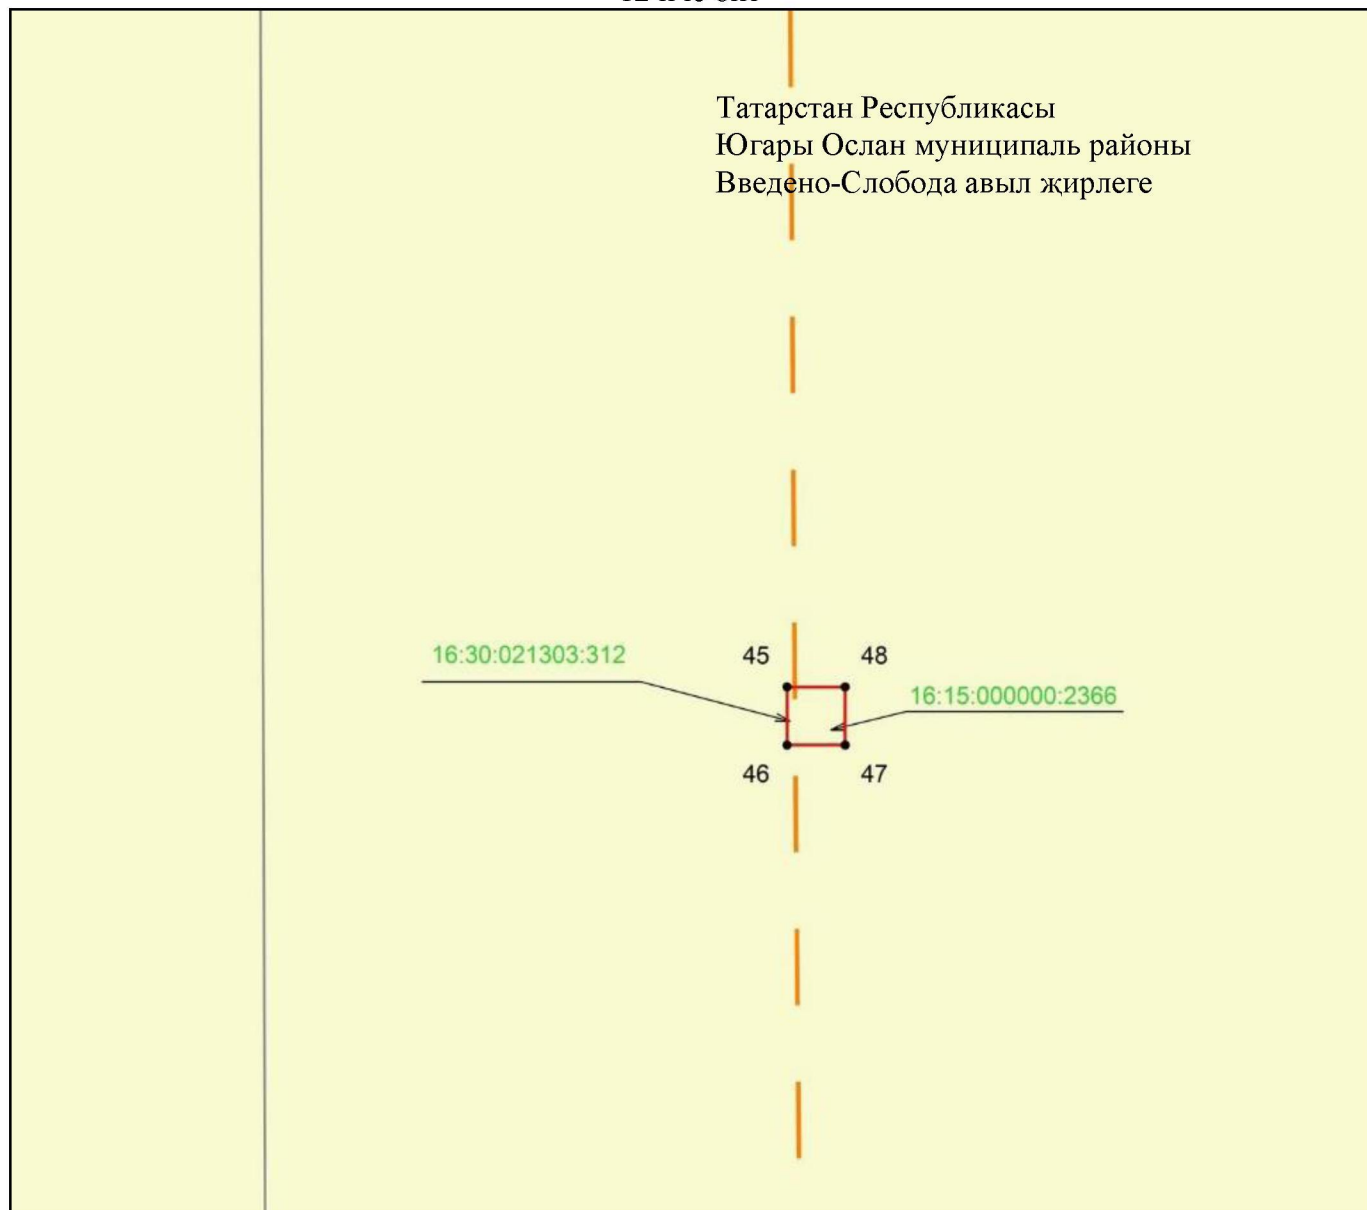 Татарстан Республикасы
Югары Ослан муниципаль районы
Введено-Слобода авыл җирлеге
16:30:021303:312
45
48
16:15:000000:2366
46
47